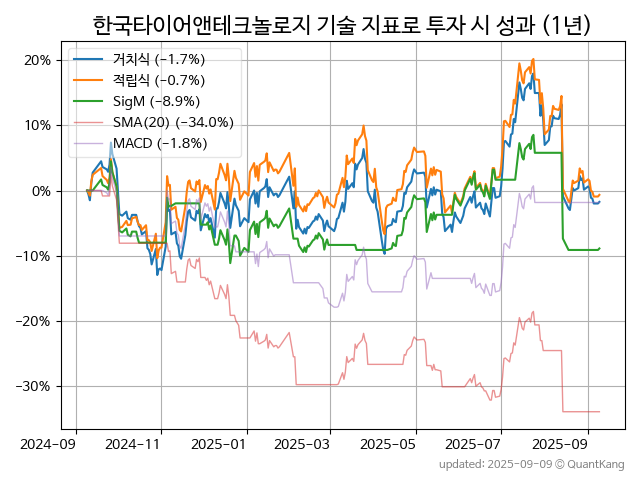 한국타이어앤테크놀로지 기술 지표로 투자 시 성과 (1년)
20%
10%
0%
−10%
−20%
−30%
거치식 (−1.7%)
적립식 (−0.7%)
SigM (−8.9%)
SMA(20) (−34.0%)
MACD (−1.8%)
2024-09
2024-11
2025-01
2025-03
2025-05
2025-07
2025-09
updated: 2025-09-09 © QuantKang